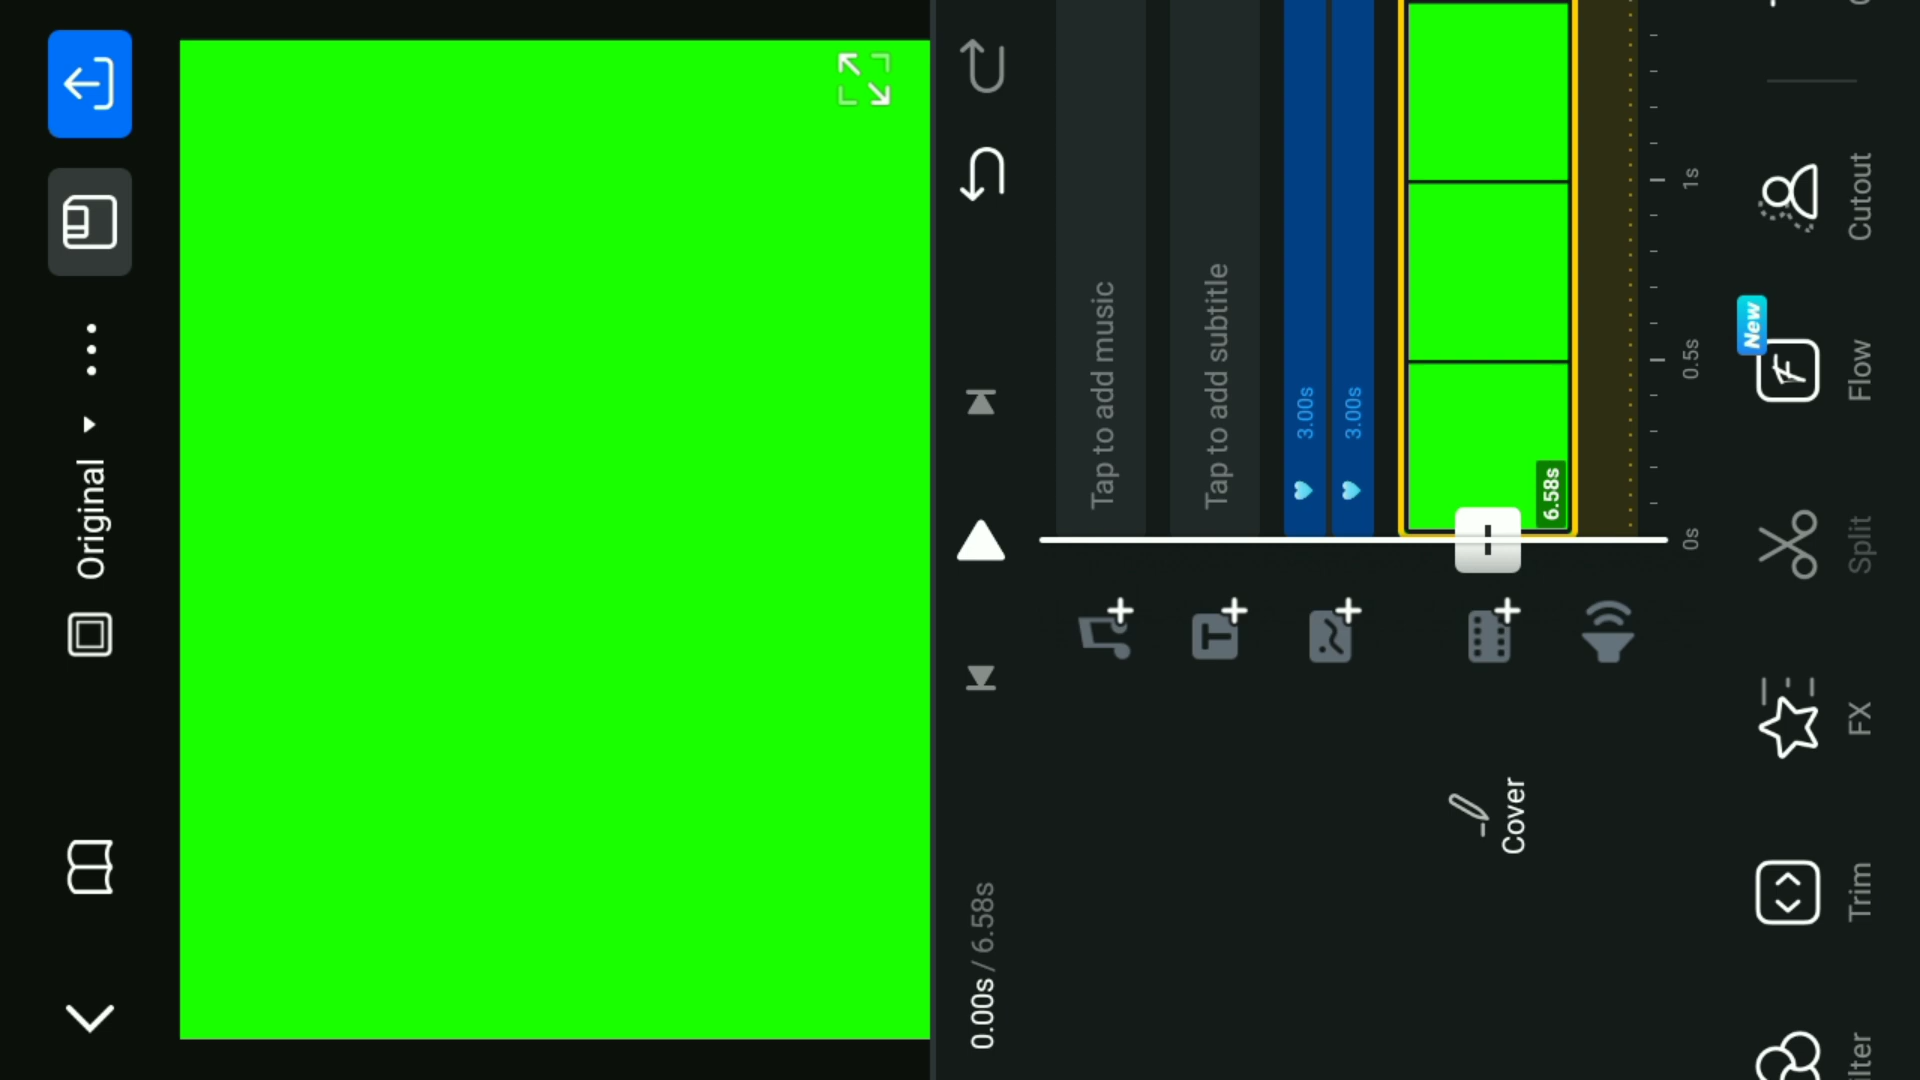 Original
0.00s / 6.58s
Tap to add music
Tap to add subtitle
3.00s
3.00s
Cover
6.58s
0s
0.5s
1s
New
Trim
FX
Split
Flow
Cutout